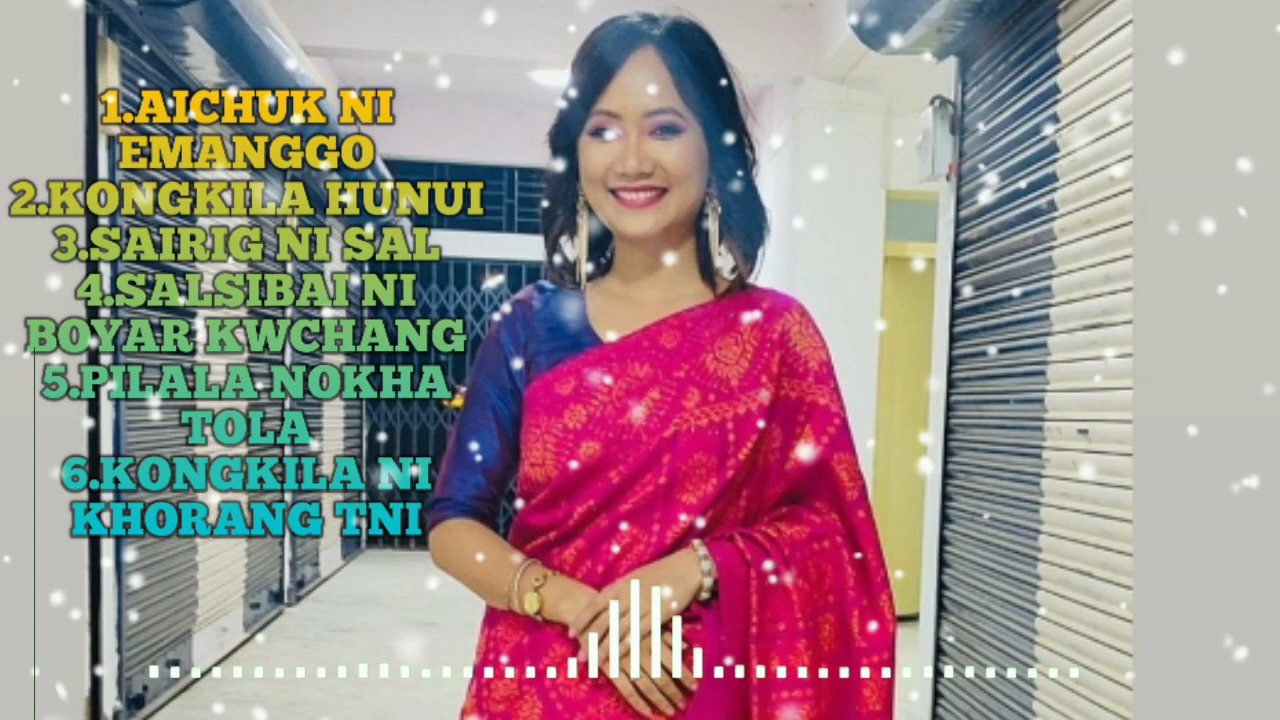 1.AICHUK NI
EMANGGO
2.KONGKILA HUNUI
3.SAIRIG NI SAL
4.SALSIBAI NI
BOYAR KWCHANG
5.PILALA NOKHA
TOLA
6.KONGKILA NI
KHORANG TNI